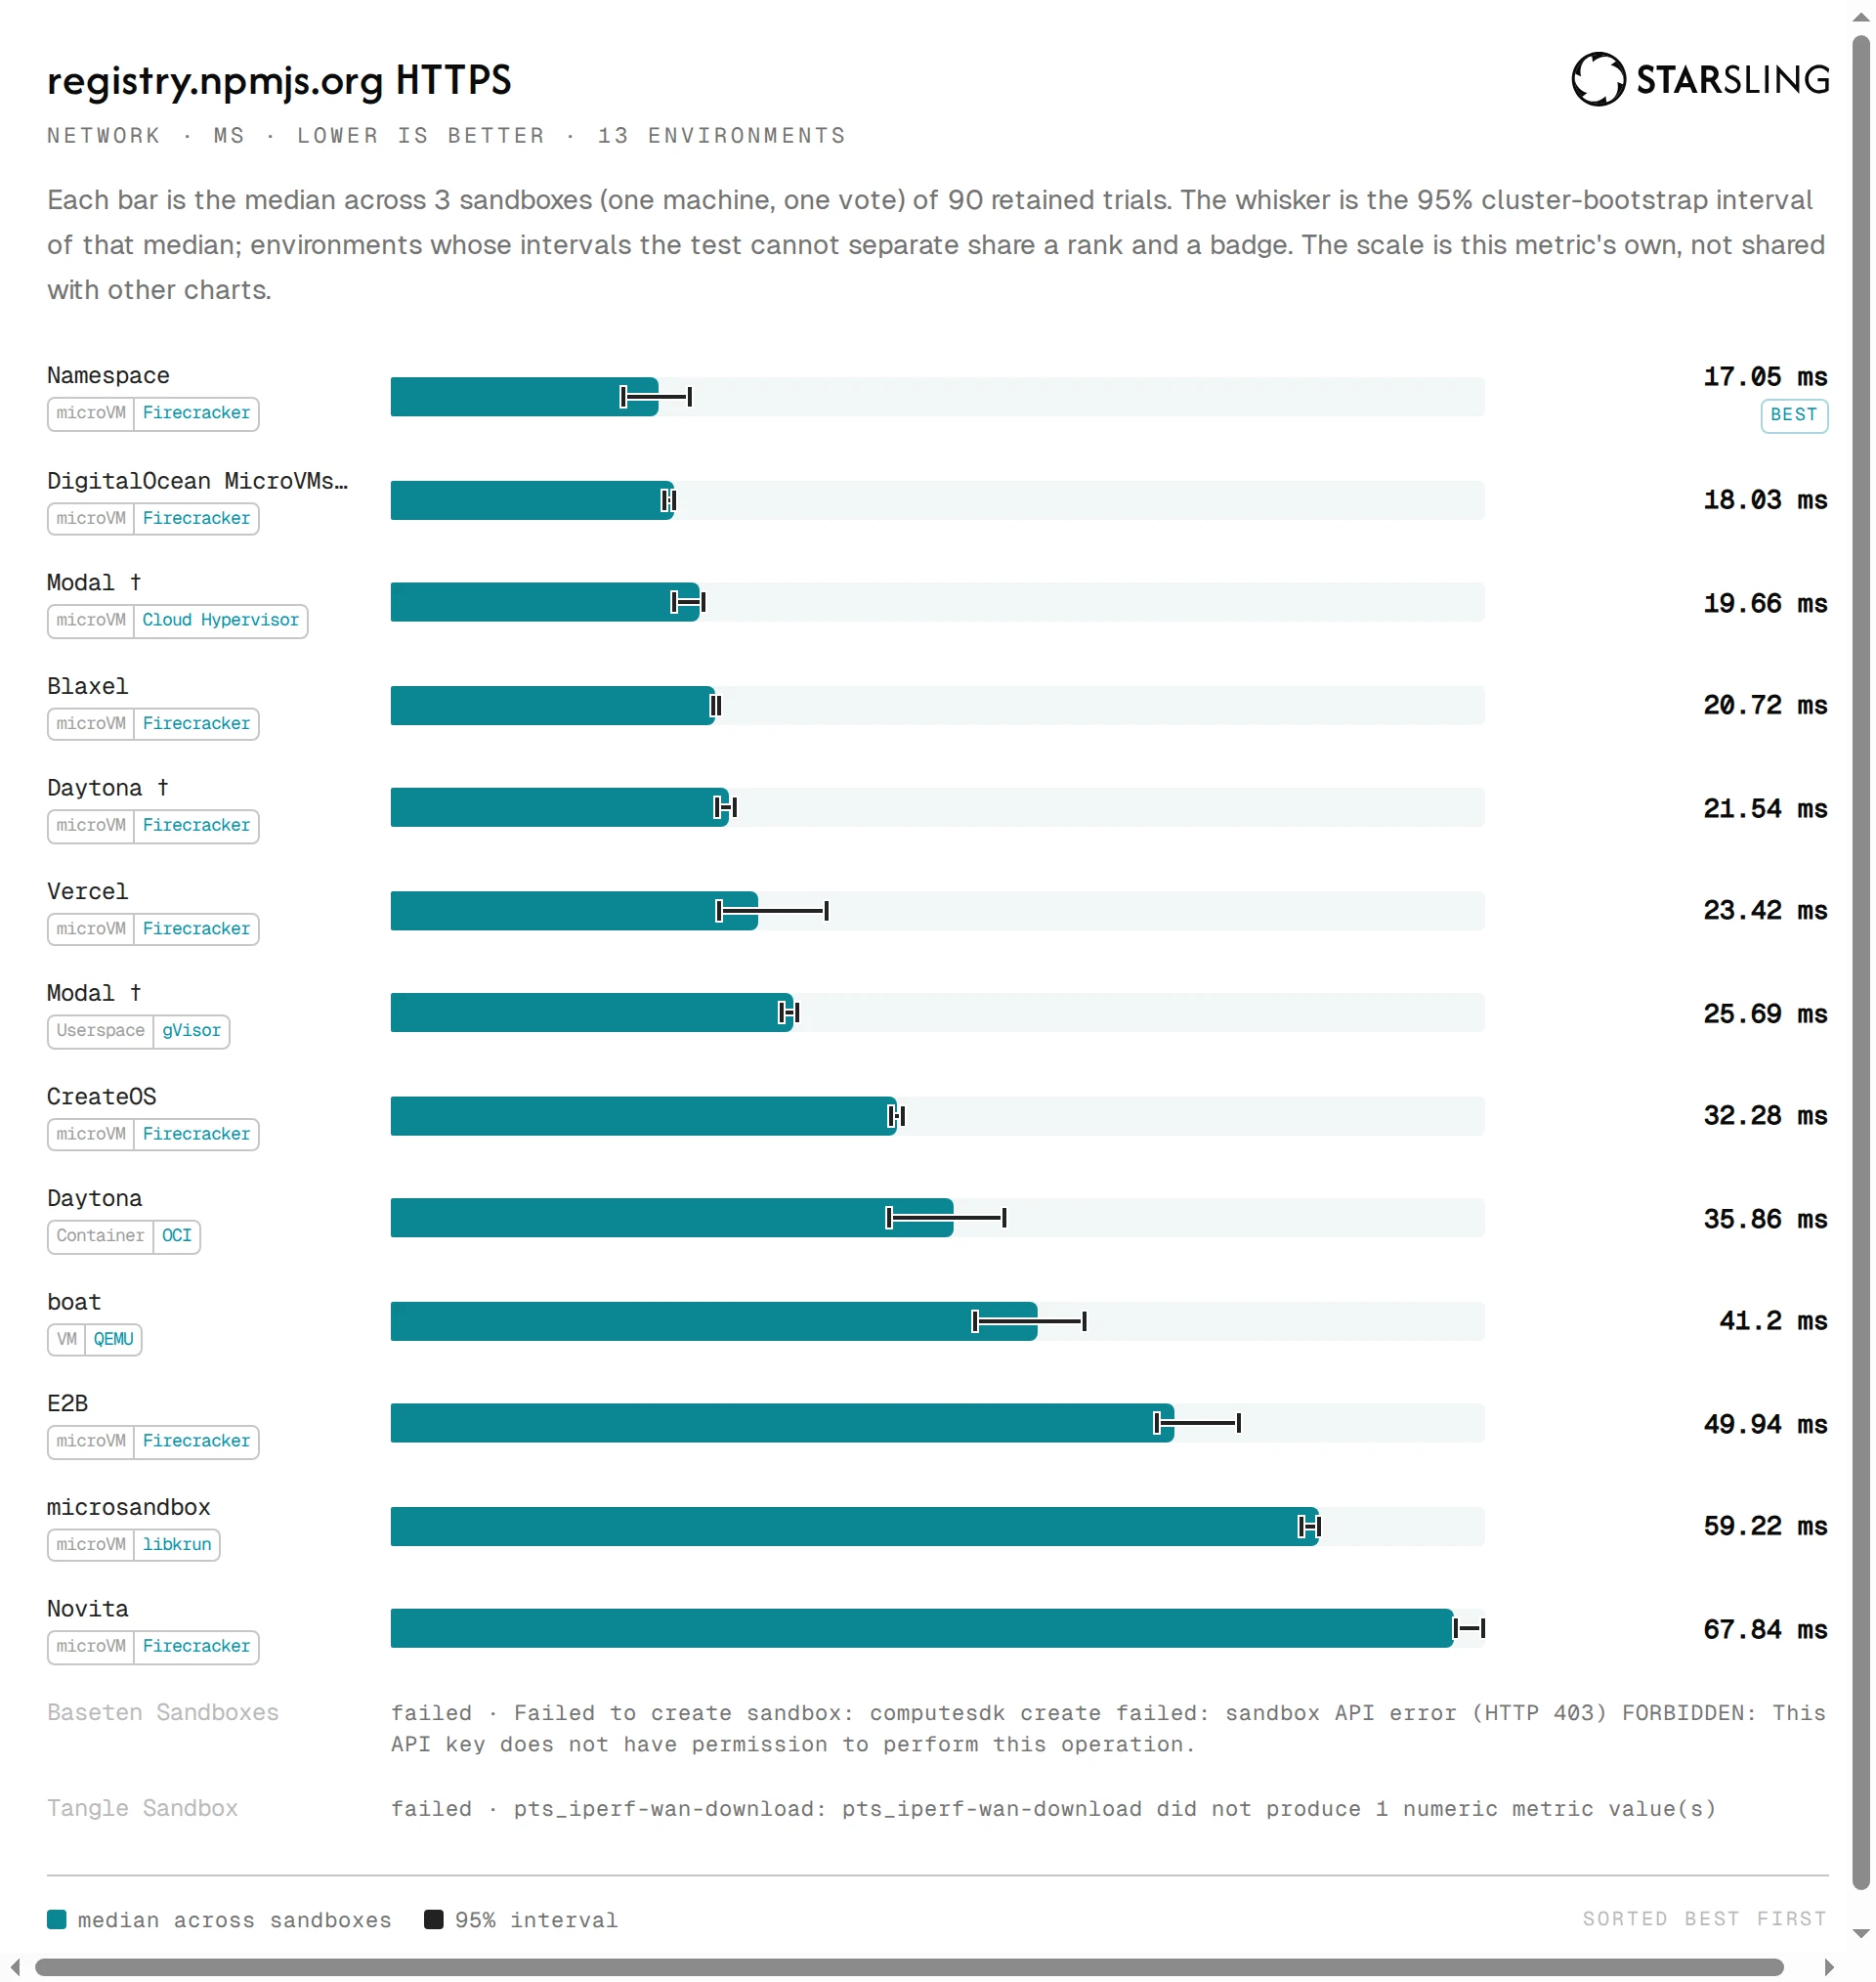 registry.npmjs.org HTTPS
STARSLING
NETWORK · MS · LOWER IS BETTER · 13 ENVIRONMENTS
Each bar is the median across 3 sandboxes (one machine, one vote) of 90 retained trials. The whisker is the 95% cluster-bootstrap interval
of that median; environments whose intervals the test cannot separate share a rank and a badge. The scale is this metric's own, not shared
with other charts.
Namespace
microVM Firecracker
17.05 ms
BEST
DigitalOcean MicroVMs…
microVM Firecracker
18.03 ms
Modal †
microVM Cloud Hypervisor
19.66 ms
Blaxel
microVM Firecracker
20.72 ms
Daytona †
microVM Firecracker
21.54 ms
Vercel
microVM Firecracker
23.42 ms
Modal †
Userspace gVisor
25.69 ms
CreateOS
microVM Firecracker
32.28 ms
Daytona
Container OCI
35.86 ms
boat
VM QEMU
41.2 ms
E2B
microVM Firecracker
49.94 ms
microsandbox
microVM libkrun
59.22 ms
Novita
microVM Firecracker
67.84 ms
Baseten Sandboxes
failed · Failed to create sandbox: computesdk create failed: sandbox API error (HTTP 403) FORBIDDEN: This
API key does not have permission to perform this operation.
Tangle Sandbox
failed · pts_iperf-wan-download: pts_iperf-wan-download did not produce 1 numeric metric value(s)
median across sandboxes
95% interval
SORTED BEST FIRST